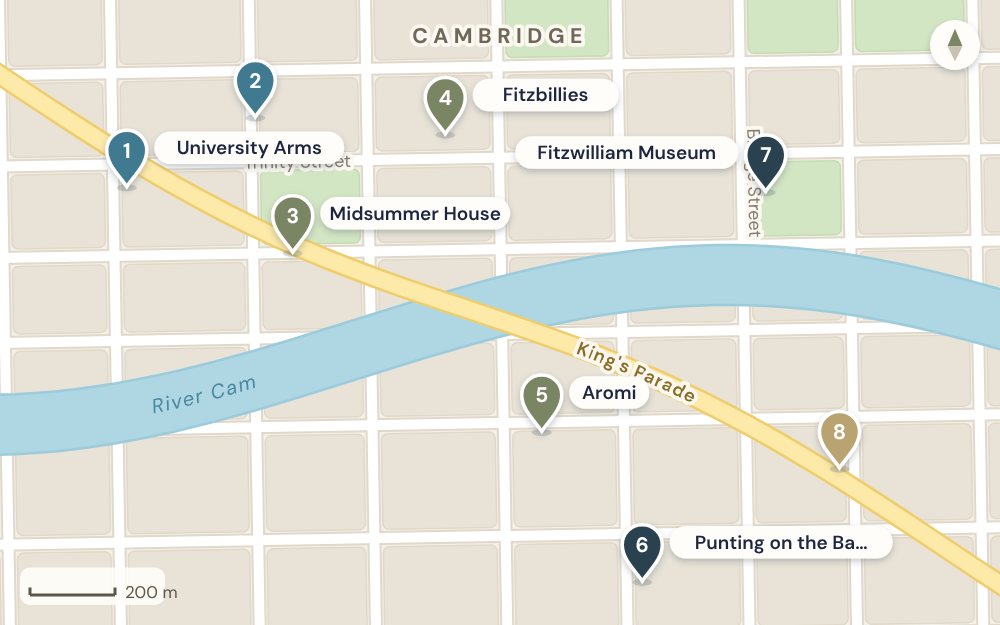 CAMBRIDGE
2
4
Fitzbillies
1
University Arms
Trinity Street
Fitzwilliam Museum
7
Street
3
Midsummer House
King's Parade
River Cam
5
Aromi
8
6
Punting on the Ba...
200 m